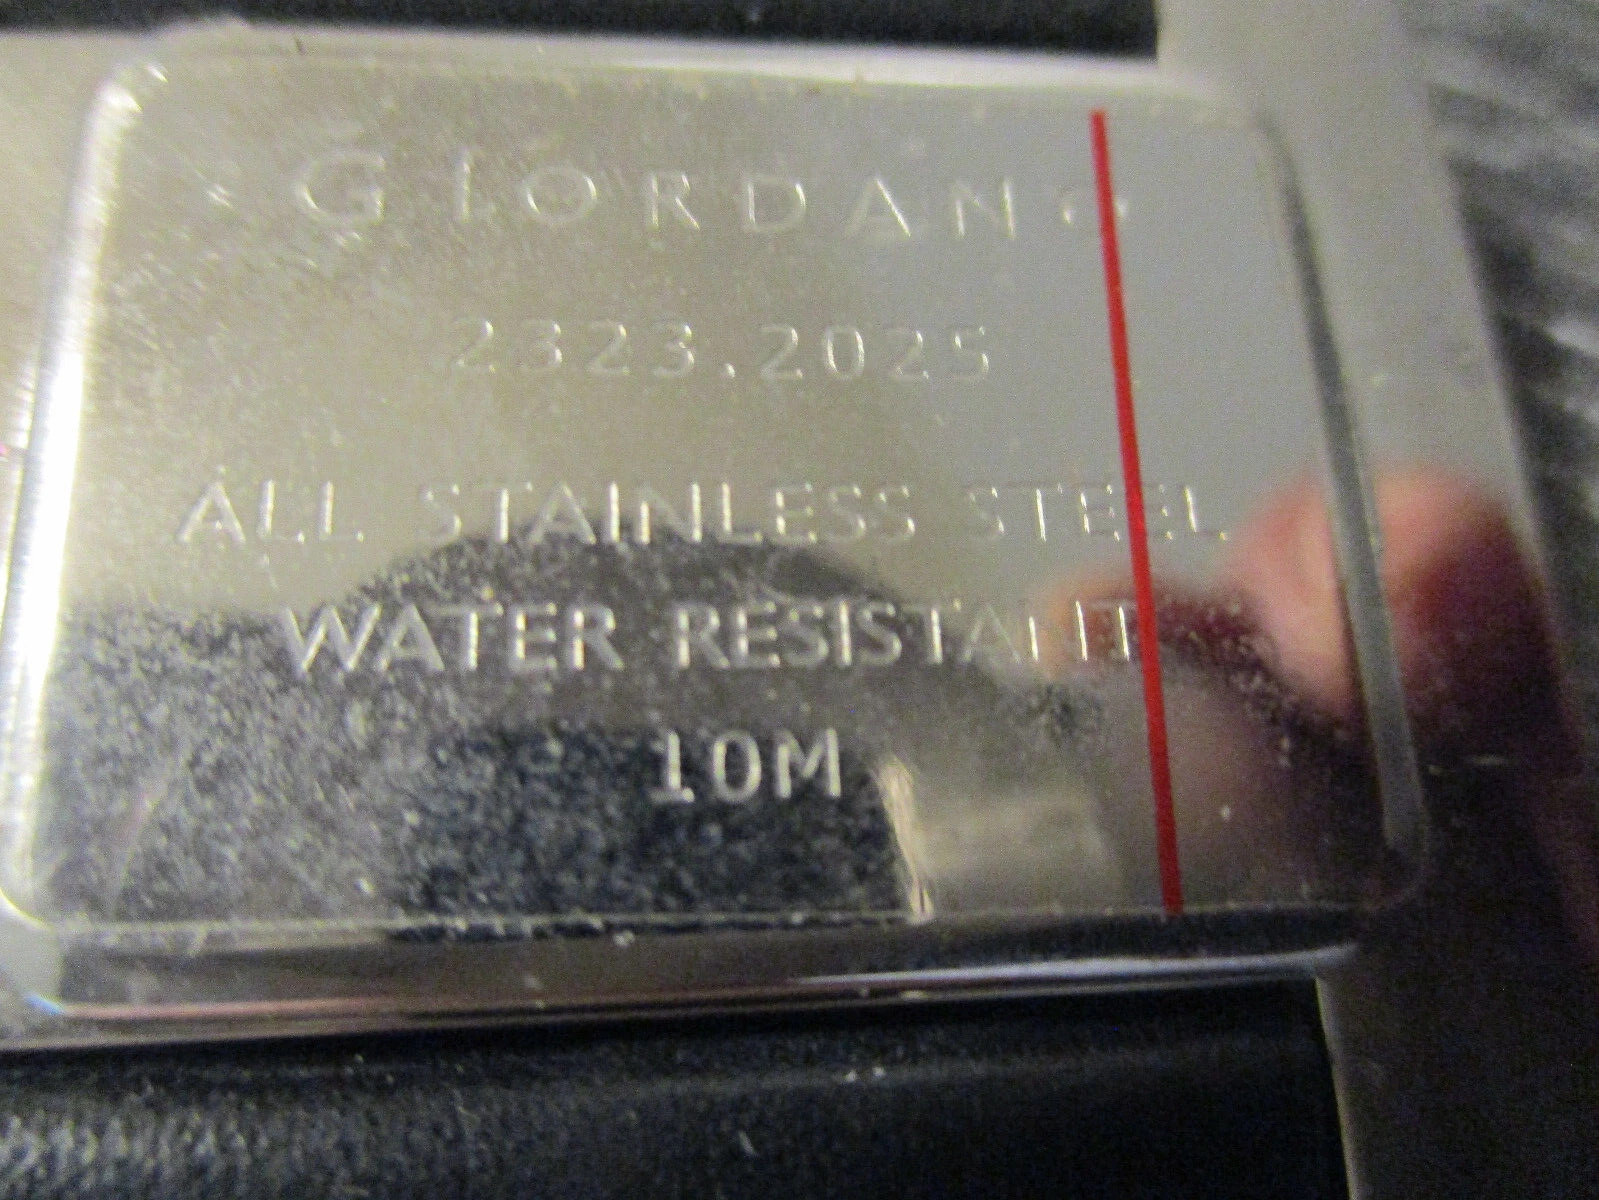 GIORDANO
2323.2025
ALL STAINLESS STEEL
WATER RESISTANT
10M